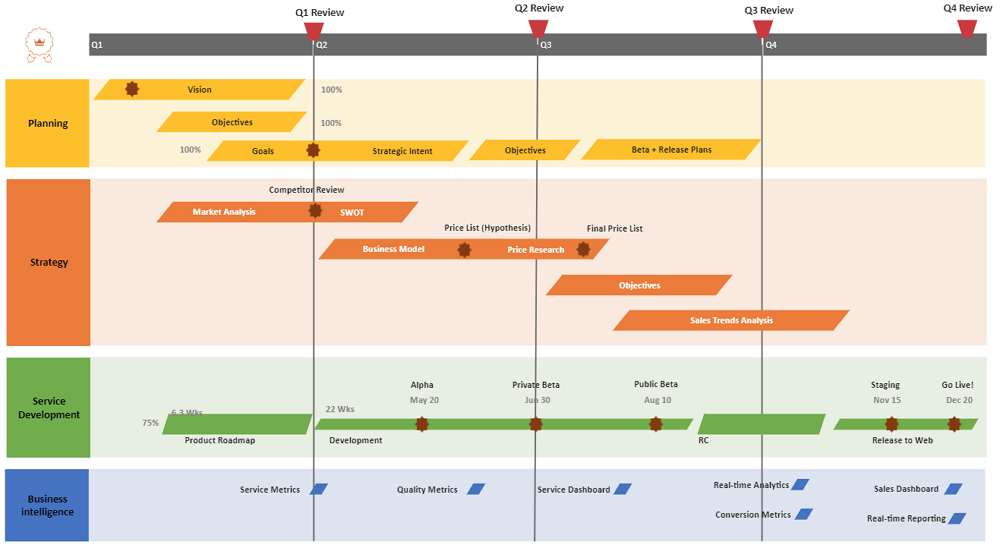 Q1 Review
Q2 Review
Q3 Review
Q4 Review
Q1
Q2
Q3
Q4
Planning
Vision
100%
Objectives
100%
100%
Goals
Strategic Intent
Objectives
Beta + Release Plans
Strategy
Competitor Review
Market Analysis
SWOT
Price List (Hypothesis)
Final Price List
Business Model
Price Research
Objectives
Sales Trends Analysis
Service
Development
Alpha
May 20
Private Beta
Jun 30
Public Beta
Aug 10
Staging
Nov 15
Go Live!
Dec 20
6.3 Wks
22 Wks
75%
Product Roadmap
Development
RC
Release to Web
Business
intelligence
Service Metrics
Quality Metrics
Service Dashboard
Real-time Analytics
Sales Dashboard
Conversion Metrics
Real-time Reporting